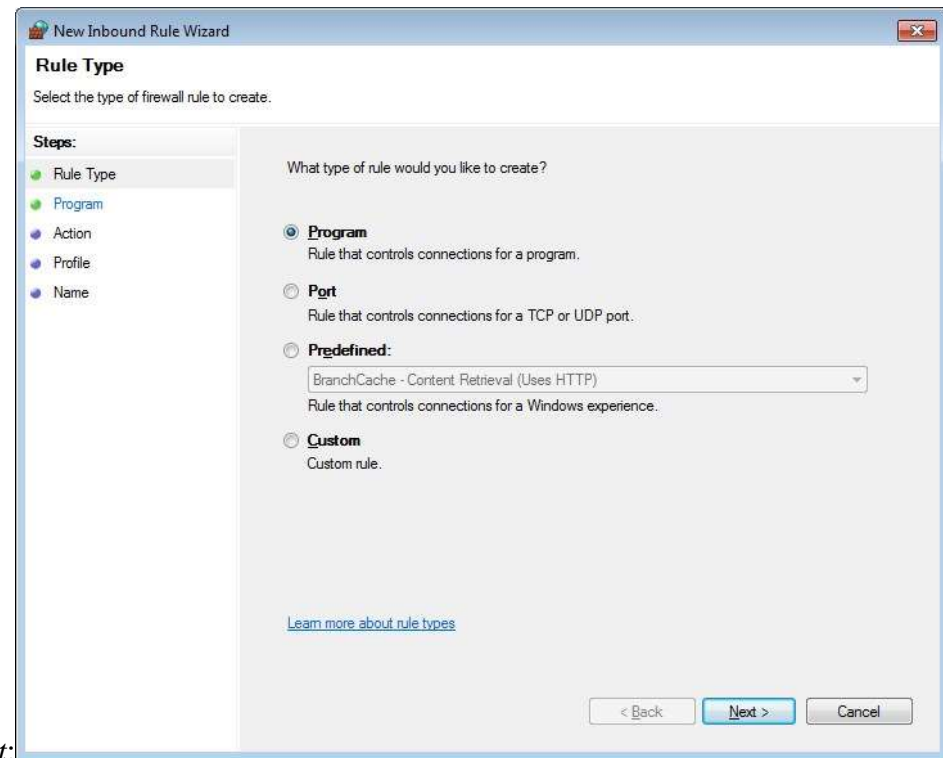 New Inbound Rule Wizard
Rule Type
Select the type of firewall rule to create.
Steps:
Rule Type
Program
Action
Profile
Name
What type of rule would you like to create?
Program
Rule that controls connections for a program.
Port
Rule that controls connections for a TCP or UDP port.
Predefined:
BranchCache - Content Retrieval (Uses HTTP)
Rule that controls connections for a Windows experience.
Custom
Custom rule.
Learn more about rule types
< Back
Next >
Cancel
t: